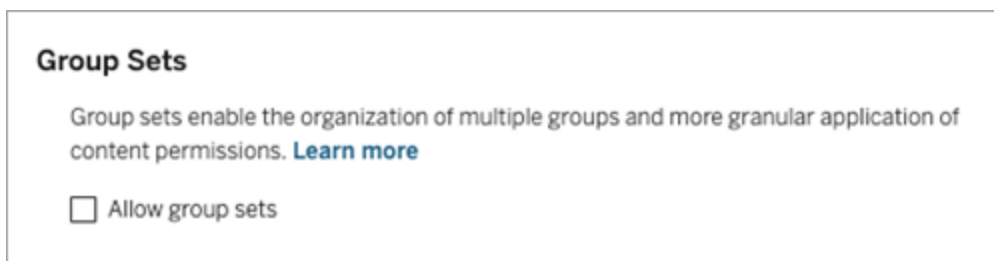 Group Sets
Group sets enable the organization of multiple groups and more granular application of
content permissions. Learn more
Allow group sets